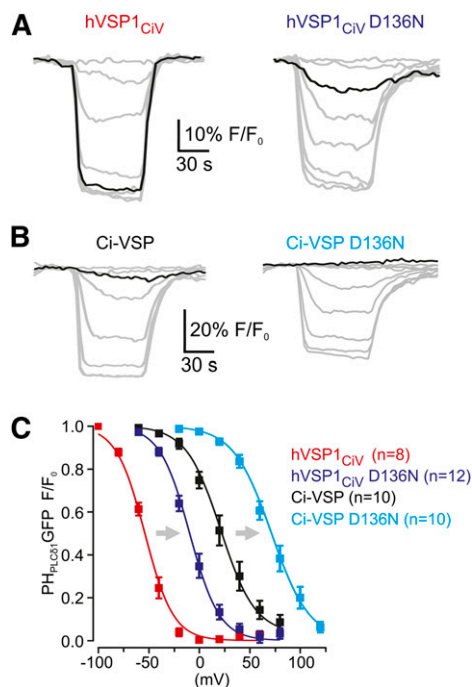 A
hVSP1CiV
hVSP1CiV D136N
10% F/F0
30 s
B
Ci-VSP
Ci-VSP D136N
20% F/F0
30 s
C
PHPLCδ1GFP F/F0
1.0
0.8
0.6
0.4
0.2
0.0
-100
-50
0
50
100
(mV)
hVSP1CiV (n=8)
hVSP1CiV D136N (n=12)
Ci-VSP (n=10)
Ci-VSP D136N (n=10)